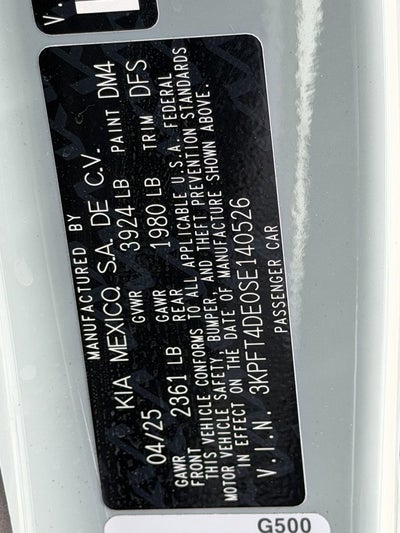 V.
MANUFACTURED BY
KIA MEXICO, S.A. DE C.V.
04/25 GVWR 3924 LB PAINT DM4
GAWR FRONT 2361 LB GAWR REAR 1980 LB TRIM DFS
THIS VEHICLE CONFORMS TO ALL APPLICABLE U.S.A. FEDERAL
MOTOR VEHICLE SAFETY, BUMPER, AND THEFT PREVENTION STANDARDS
IN EFFECT ON THE DATE OF MANUFACTURE SHOWN ABOVE.
V.I.N. 3KPFT4DE0SE140526
PASSENGER CAR
G500